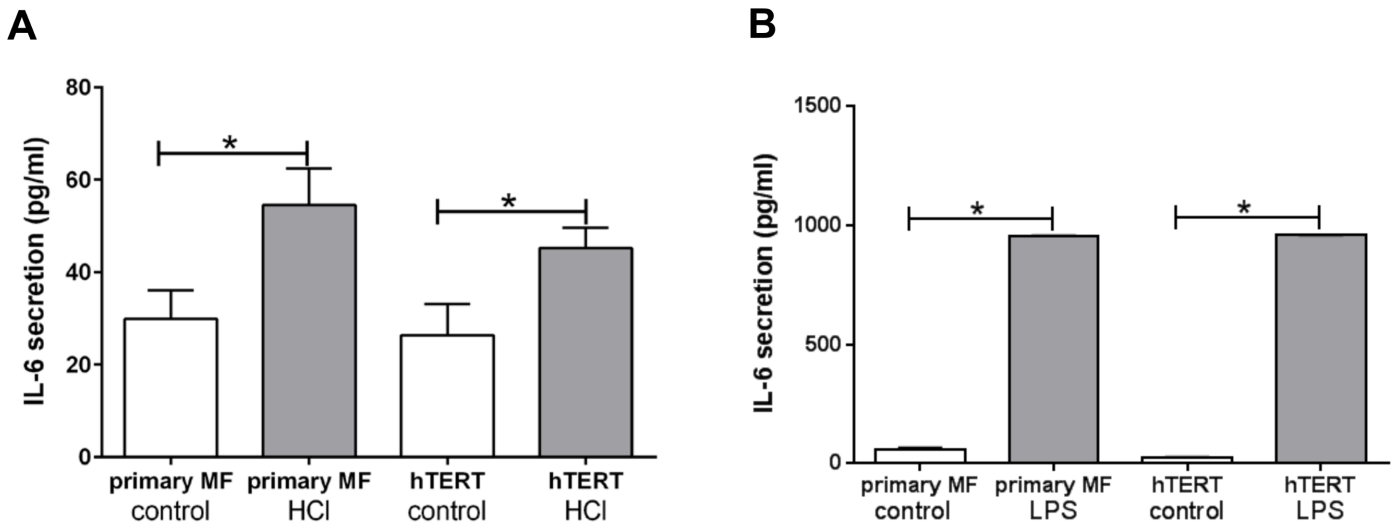 A
IL-6 secretion (pg/ml)
80
60
40
20
0
*
*
primary MF control
primary MF HCl
hTERT control
hTERT HCl
B
IL-6 secretion (pg/ml)
1500
1000
500
0
*
*
primary MF control
primary MF LPS
hTERT control
hTERT LPS